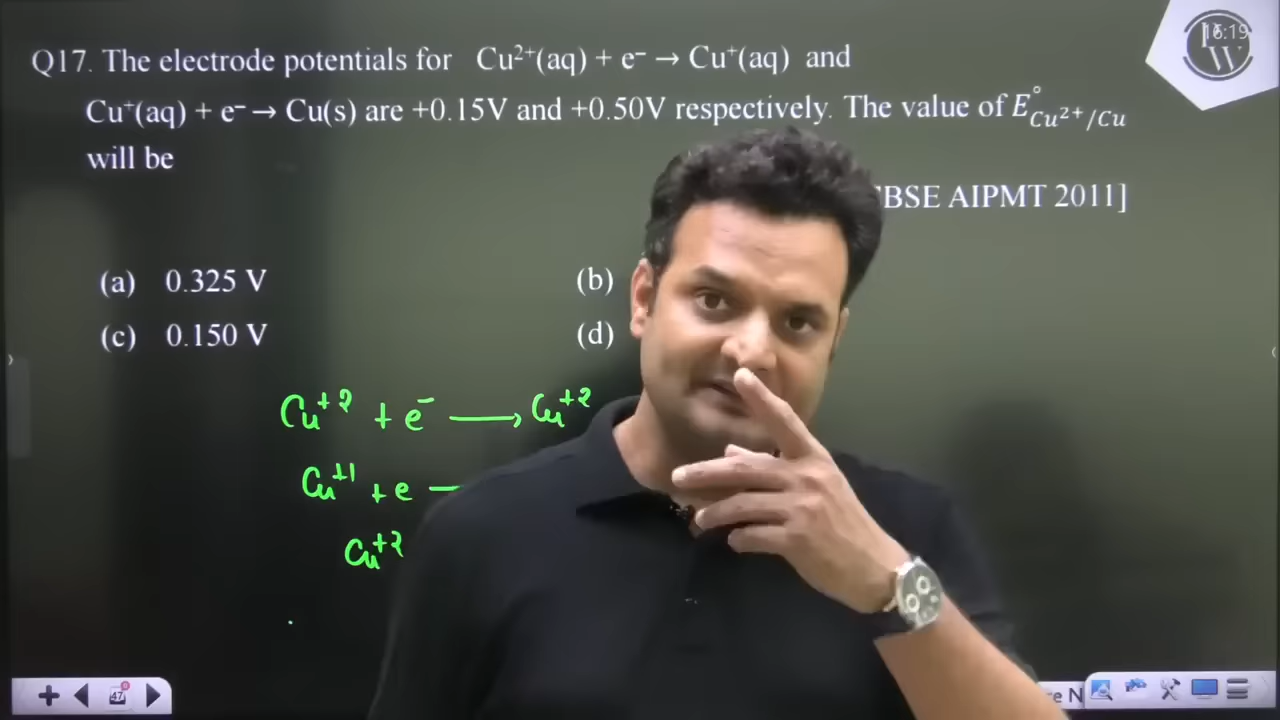 Q17. The electrode potentials for Cu²⁺(aq) + e⁻ → Cu⁺(aq) and
Cu⁺(aq) + e⁻ → Cu(s) are +0.15V and +0.50V respectively. The value of E°Cu²⁺/Cu
will be
BSE AIPMT 2011]
(a) 0.325 V (b)
(c) 0.150 V (d)
Cu⁺² + e⁻ ⟶ Cu⁺²
Cu⁺¹ + e —
Cu⁺²
47